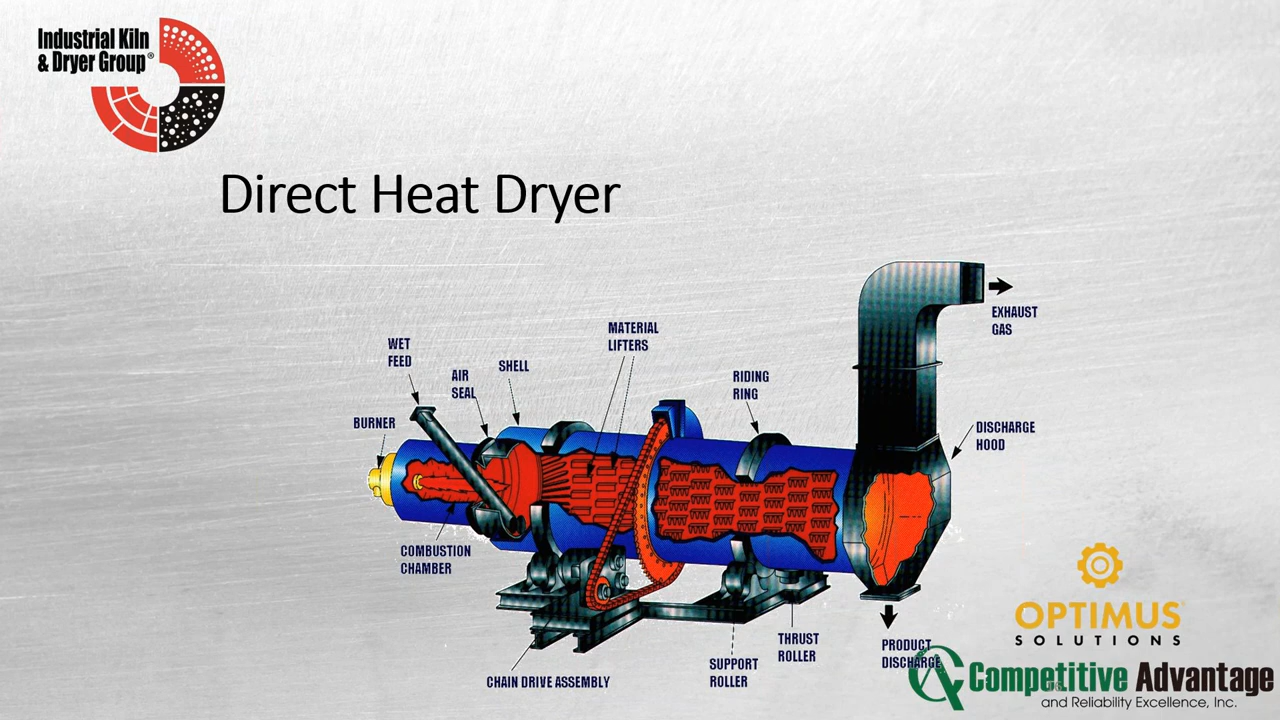 Industrial Kiln
& Dryer Group®
Direct Heat Dryer
EXHAUST
GAS
MATERIAL
LIFTERS
WET
FEED
SHELL
AIR
SEAL
RIDING
RING
BURNER
DISCHARGE
HOOD
COMBUSTION
CHAMBER
THRUST
ROLLER
PRODUCT
DISCHARGE
SUPPORT
ROLLER
CHAIN DRIVE ASSEMBLY
OPTIMUS
SOLUTIONS
Competitive Advantage
and Reliability Excellence, Inc.